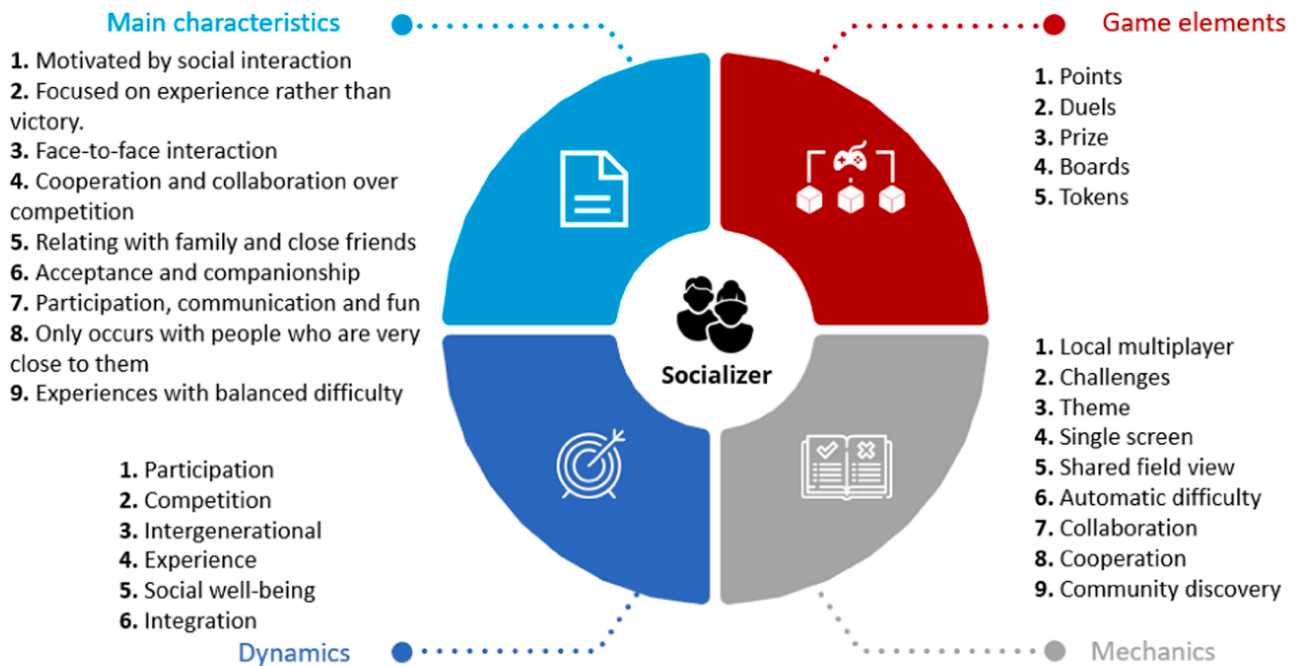 Main characteristics
1. Motivated by social interaction
2. Focused on experience rather than
victory.
3. Face-to-face interaction
4. Cooperation and collaboration over
competition
5. Relating with family and close friends
6. Acceptance and companionship
7. Participation, communication and fun
8. Only occurs with people who are very
close to them
9. Experiences with balanced difficulty
Game elements
1. Points
2. Duels
3. Prize
4. Boards
5. Tokens
Socializer
1. Participation
2. Competition
3. Intergenerational
4. Experience
5. Social well-being
6. Integration
Dynamics
1. Local multiplayer
2. Challenges
3. Theme
4. Single screen
5. Shared field view
6. Automatic difficulty
7. Collaboration
8. Cooperation
9. Community discovery
Mechanics